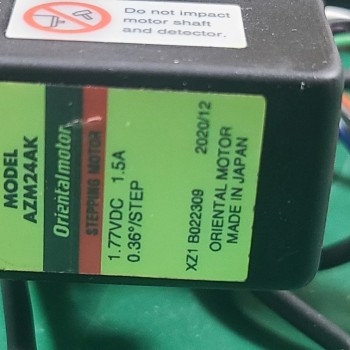 Do not impact
motor shaft
and detector.
MODEL
AZM24AK
Orientalmotor
STEPPING MOTOR
1.77VDC 1.5A
0.36°/STEP
XZ1 B022309 2020/12
ORIENTAL MOTOR
MADE IN JAPAN